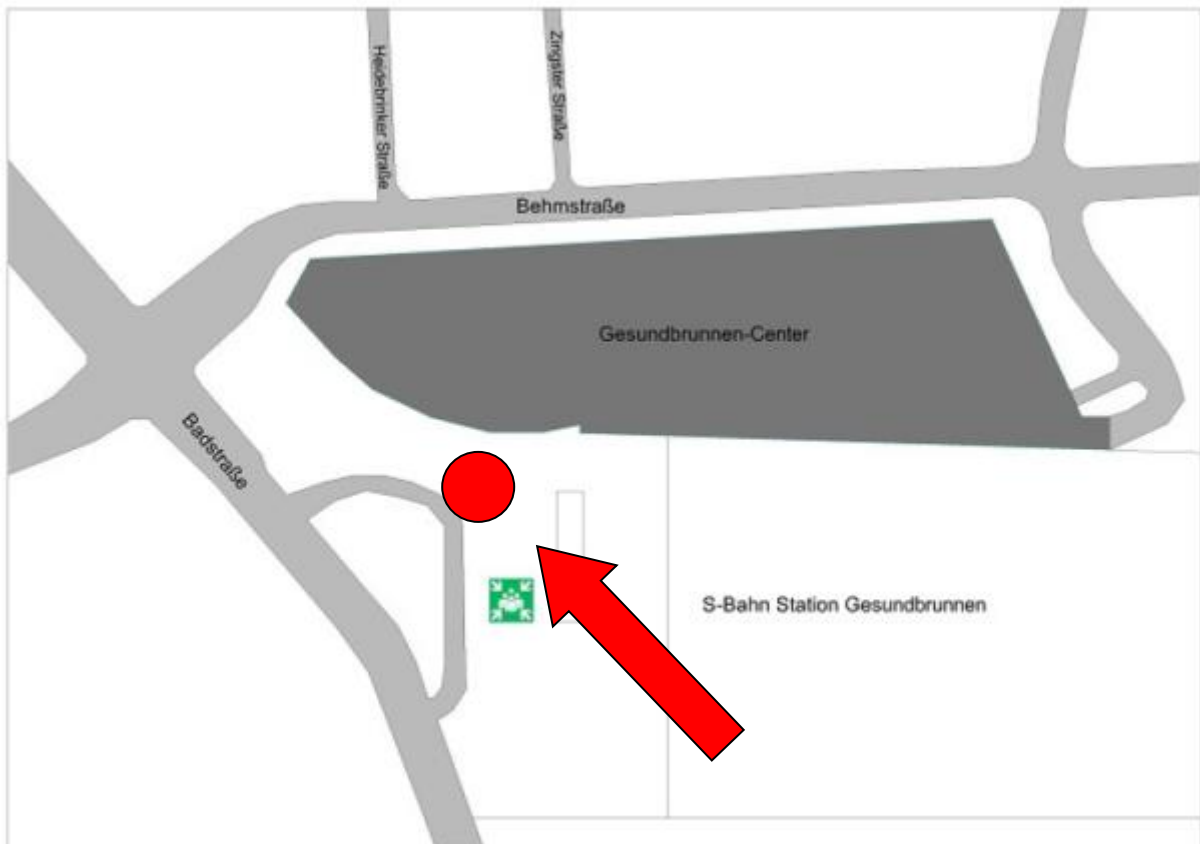 Heidebrinker Straße
Zingster Straße
Behmstraße
Gesundbrunnen-Center
Badstraße
S-Bahn Station Gesundbrunnen